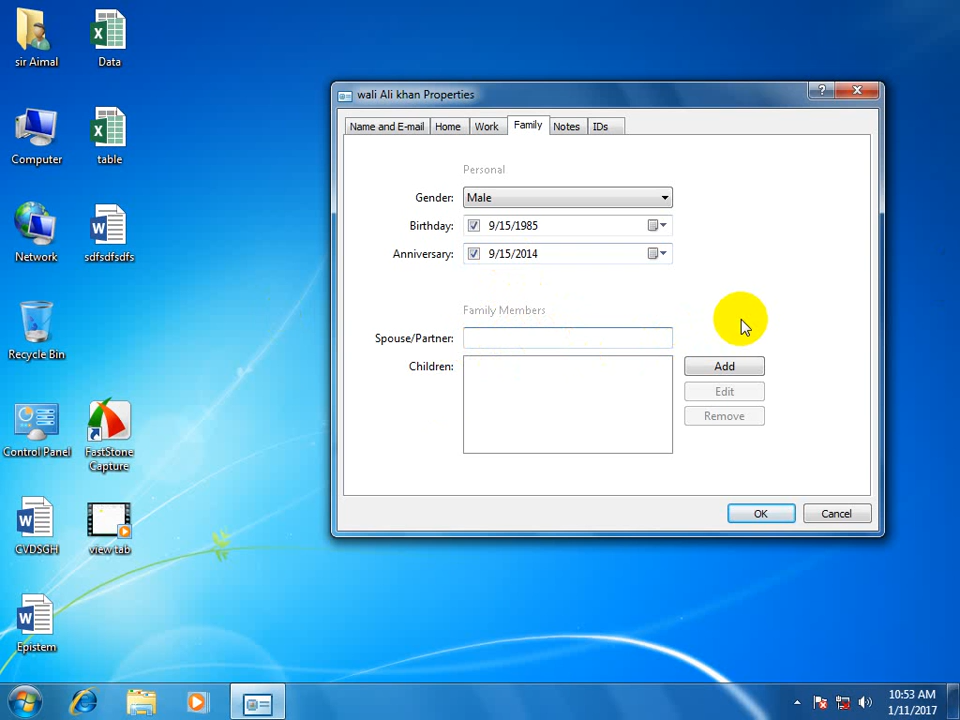 sir Aimal
Data
Computer
table
Network
sdfsdfsdfs
Recycle Bin
Control Panel
FastStone
Capture
CVDSGH
view tab
Epistem
wali Ali khan Properties
?
Name and E-mail
Home
Work
Family
Notes
IDs
Personal
Gender:
Male
Birthday:
9/15/1985
Anniversary:
9/15/2014
Family Members
Spouse/Partner:
Children:
Add
Edit
Remove
OK
Cancel
10:53 AM
1/11/2017